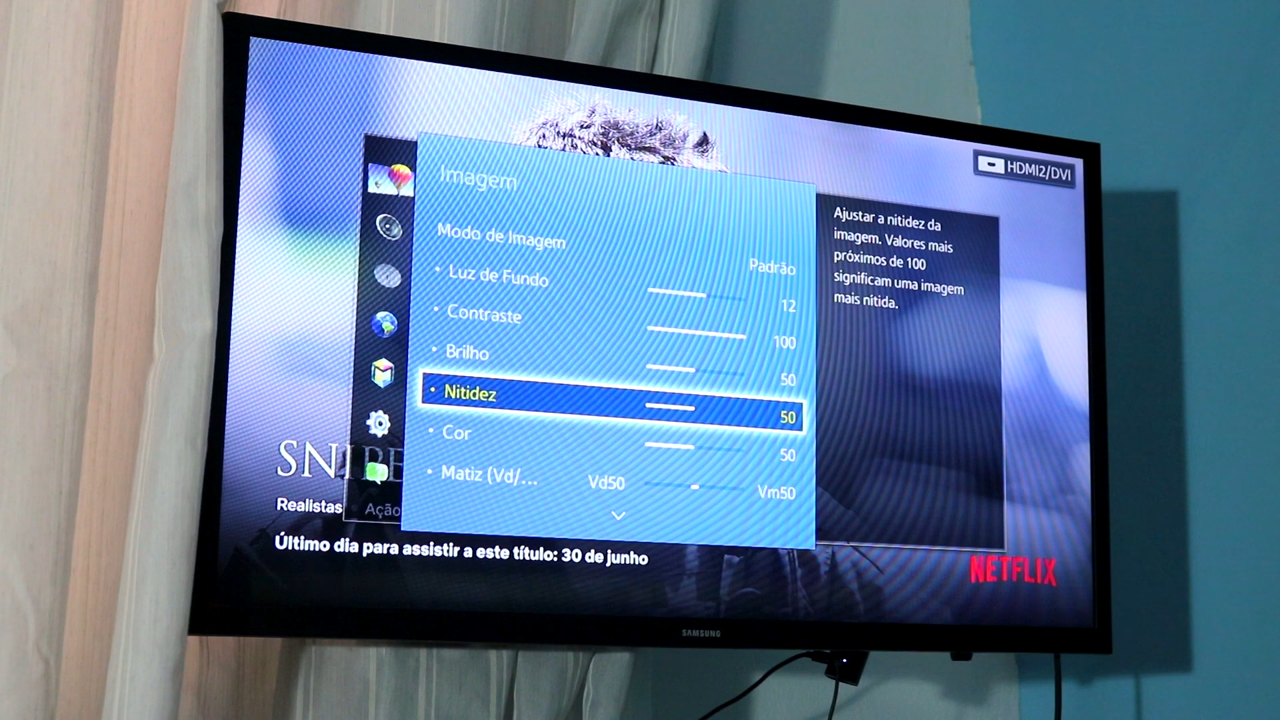 HDMI2/DVI
Imagem
Modo de Imagem Padrão
• Luz de Fundo 12
• Contraste 100
• Brilho 50
• Nitidez 50
• Cor 50
• Matiz (Vd/... Vd50 Vm50
Ajustar a nitidez da
imagem. Valores mais
próximos de 100
significam uma imagem
mais nítida.
Realistas Ação
Último dia para assistir a este título: 30 de junho
NETFLIX
SAMSUNG